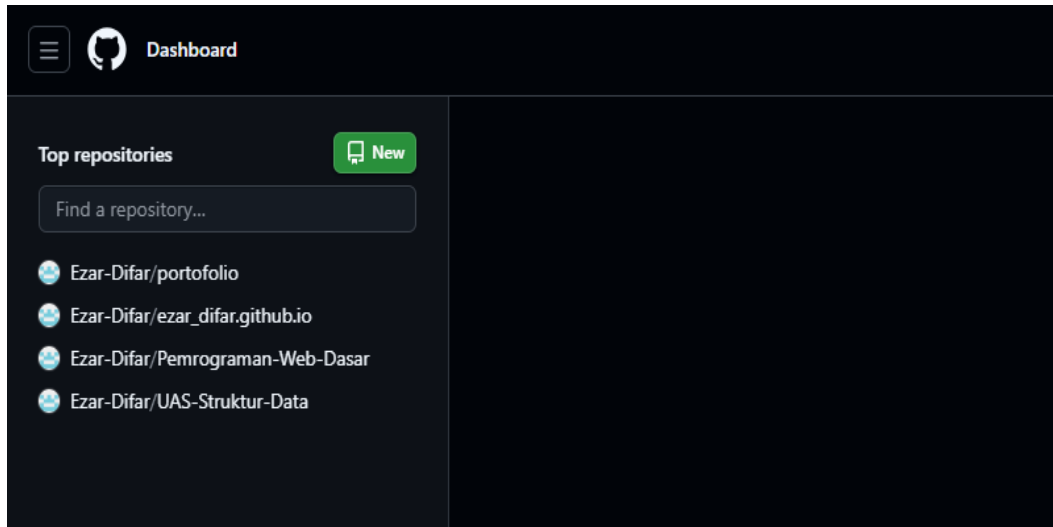 Dashboard
Top repositories
New
Find a repository...
Ezar-Difar/portofolio
Ezar-Difar/ezar_difar.github.io
Ezar-Difar/Pemrograman-Web-Dasar
Ezar-Difar/UAS-Struktur-Data